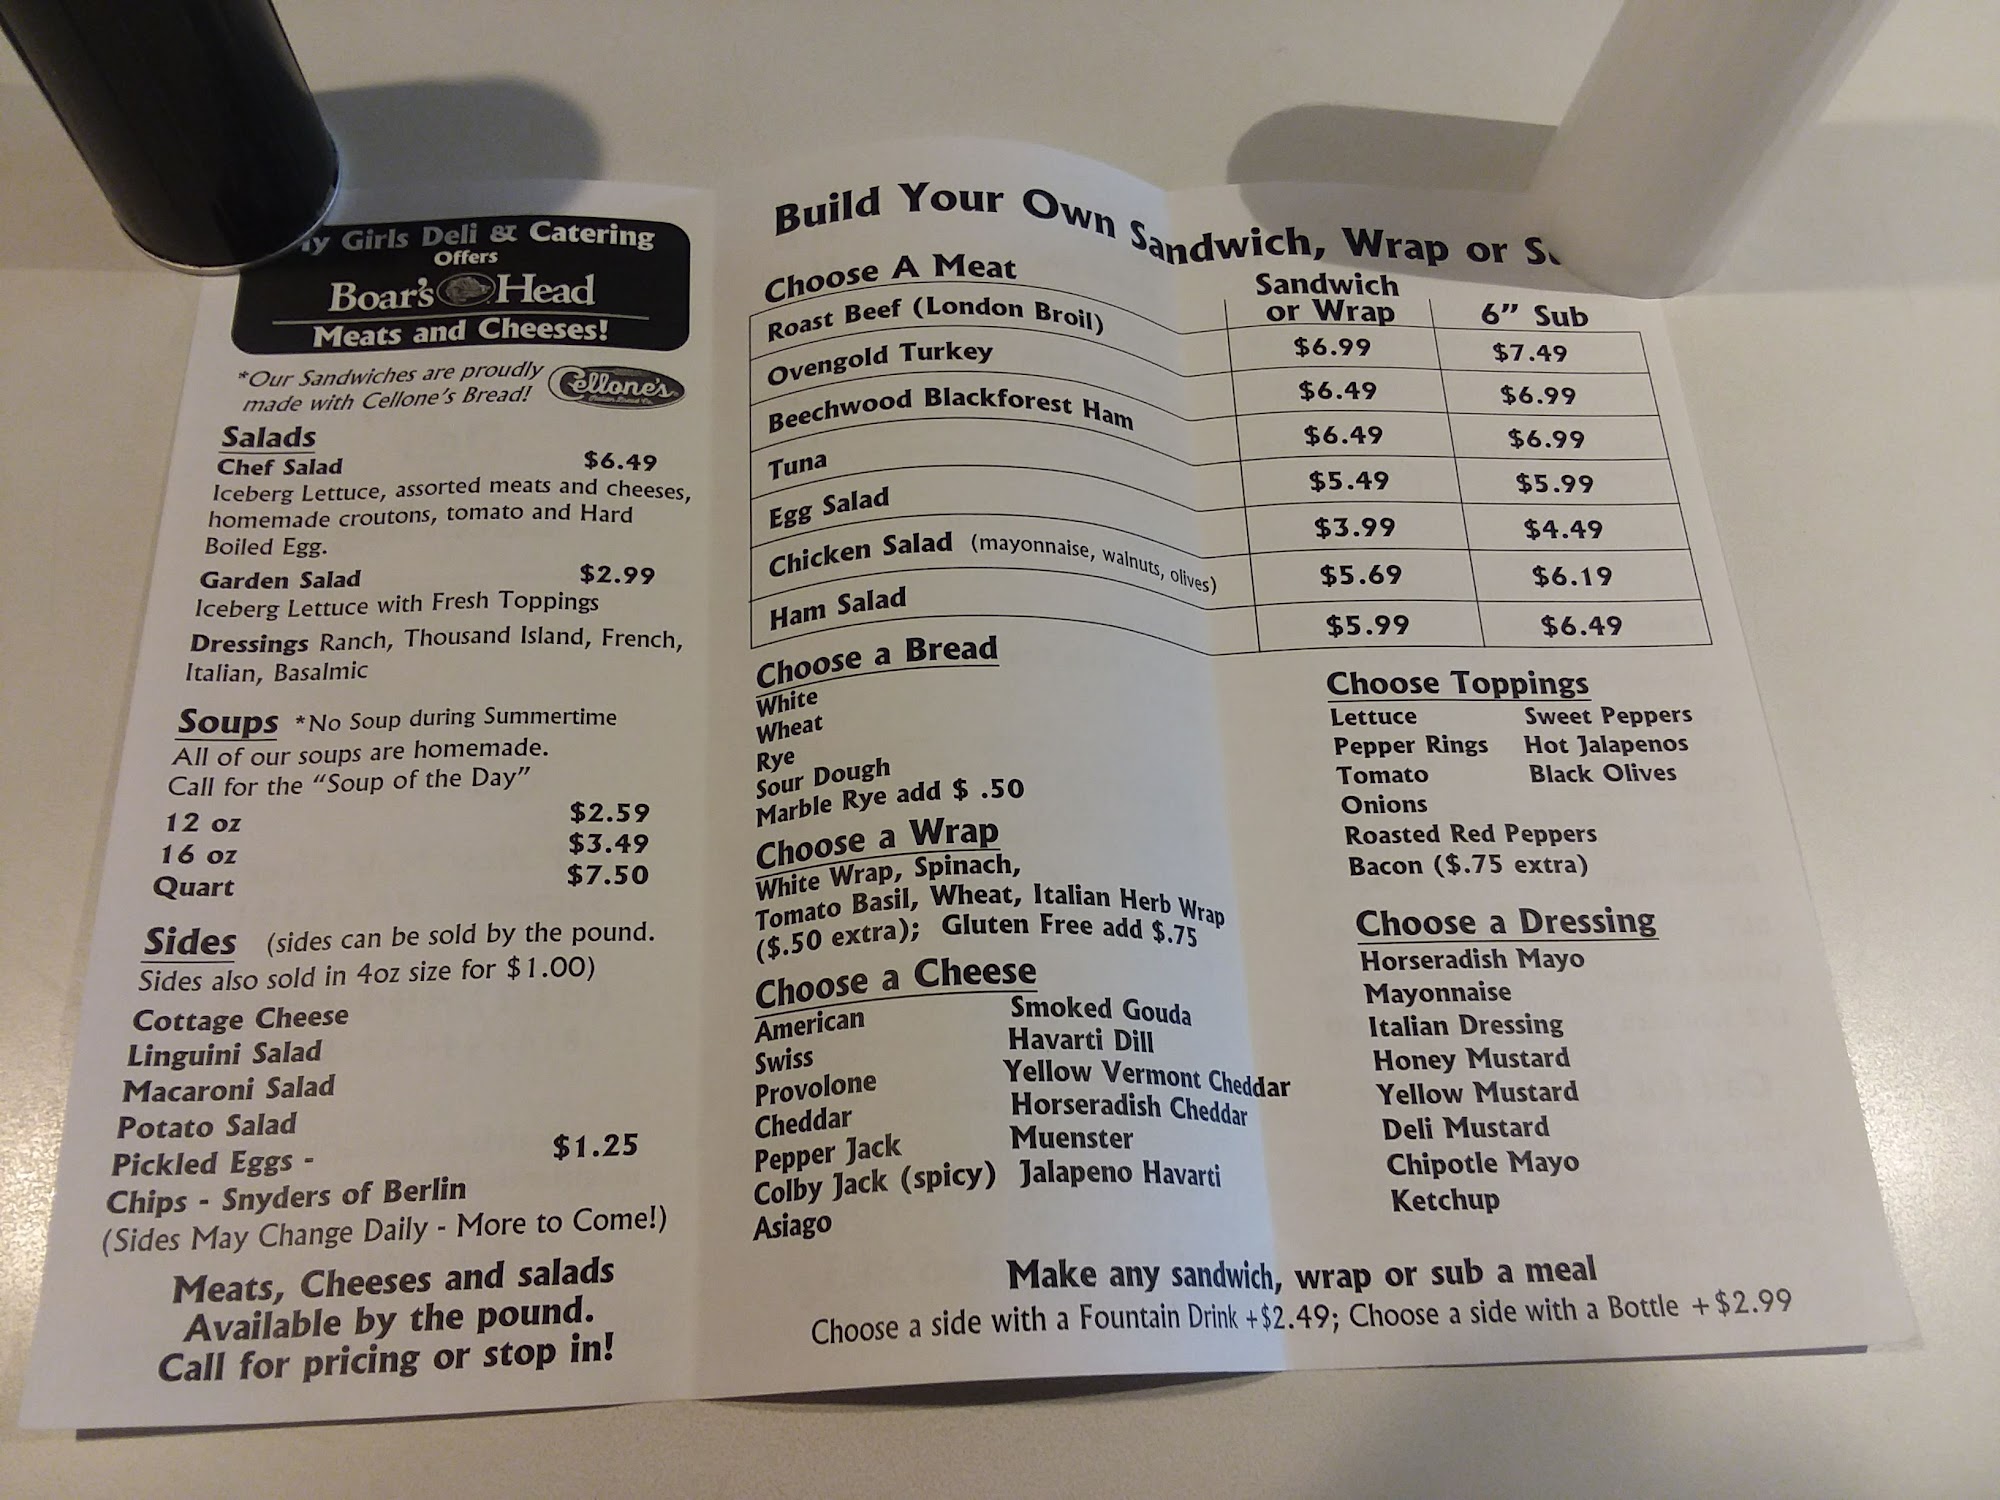 Girls Deli & Catering
Offers
Boar's Head
Meats and Cheeses!
*Our Sandwiches are proudly
made with Cellone's Bread!
Cellone's
Salads
Chef Salad $6.49
Iceberg Lettuce, assorted meats and cheeses,
homemade croutons, tomato and Hard
Boiled Egg.
Garden Salad $2.99
Iceberg Lettuce with Fresh Toppings
Dressings Ranch, Thousand Island, French,
Italian, Basalmic
Soups *No Soup during Summertime
All of our soups are homemade.
Call for the "Soup of the Day"
12 oz $2.59
16 oz $3.49
Quart $7.50
Sides (sides can be sold by the pound.
Sides also sold in 4oz size for $1.00)
Cottage Cheese
Linguini Salad
Macaroni Salad
Potato Salad
Pickled Eggs - $1.25
Chips - Snyders of Berlin
(Sides May Change Daily - More to Come!)
Meats, Cheeses and salads
Available by the pound.
Call for pricing or stop in!
Build Your Own Sandwich, Wrap or
Choose A Meat
Sandwich
or Wrap
6" Sub
Roast Beef (London Broil) $6.99 $7.49
Ovengold Turkey $6.49 $6.99
Beechwood Blackforest Ham $6.49 $6.99
Tuna $5.49 $5.99
Egg Salad $3.99 $4.49
Chicken Salad (mayonnaise, walnuts, olives) $5.69 $6.19
Ham Salad $5.99 $6.49
Choose a Bread
White
Wheat
Rye
Sour Dough
Marble Rye add $ .50
Choose a Wrap
White Wrap, Spinach,
Tomato Basil, Wheat, Italian Herb Wrap
($.50 extra); Gluten Free add $.75
Choose a Cheese
American
Swiss
Provolone
Cheddar
Pepper Jack
Colby Jack (spicy)
Asiago
Smoked Gouda
Havarti Dill
Yellow Vermont Cheddar
Horseradish Cheddar
Muenster
Jalapeno Havarti
Choose Toppings
Lettuce
Pepper Rings
Tomato
Onions
Roasted Red Peppers
Bacon ($.75 extra)
Sweet Peppers
Hot Jalapenos
Black Olives
Choose a Dressing
Horseradish Mayo
Mayonnaise
Italian Dressing
Honey Mustard
Yellow Mustard
Deli Mustard
Chipotle Mayo
Ketchup
Make any sandwich, wrap or sub a meal
Choose a side with a Fountain Drink +$2.49; Choose a side with a Bottle +$2.99